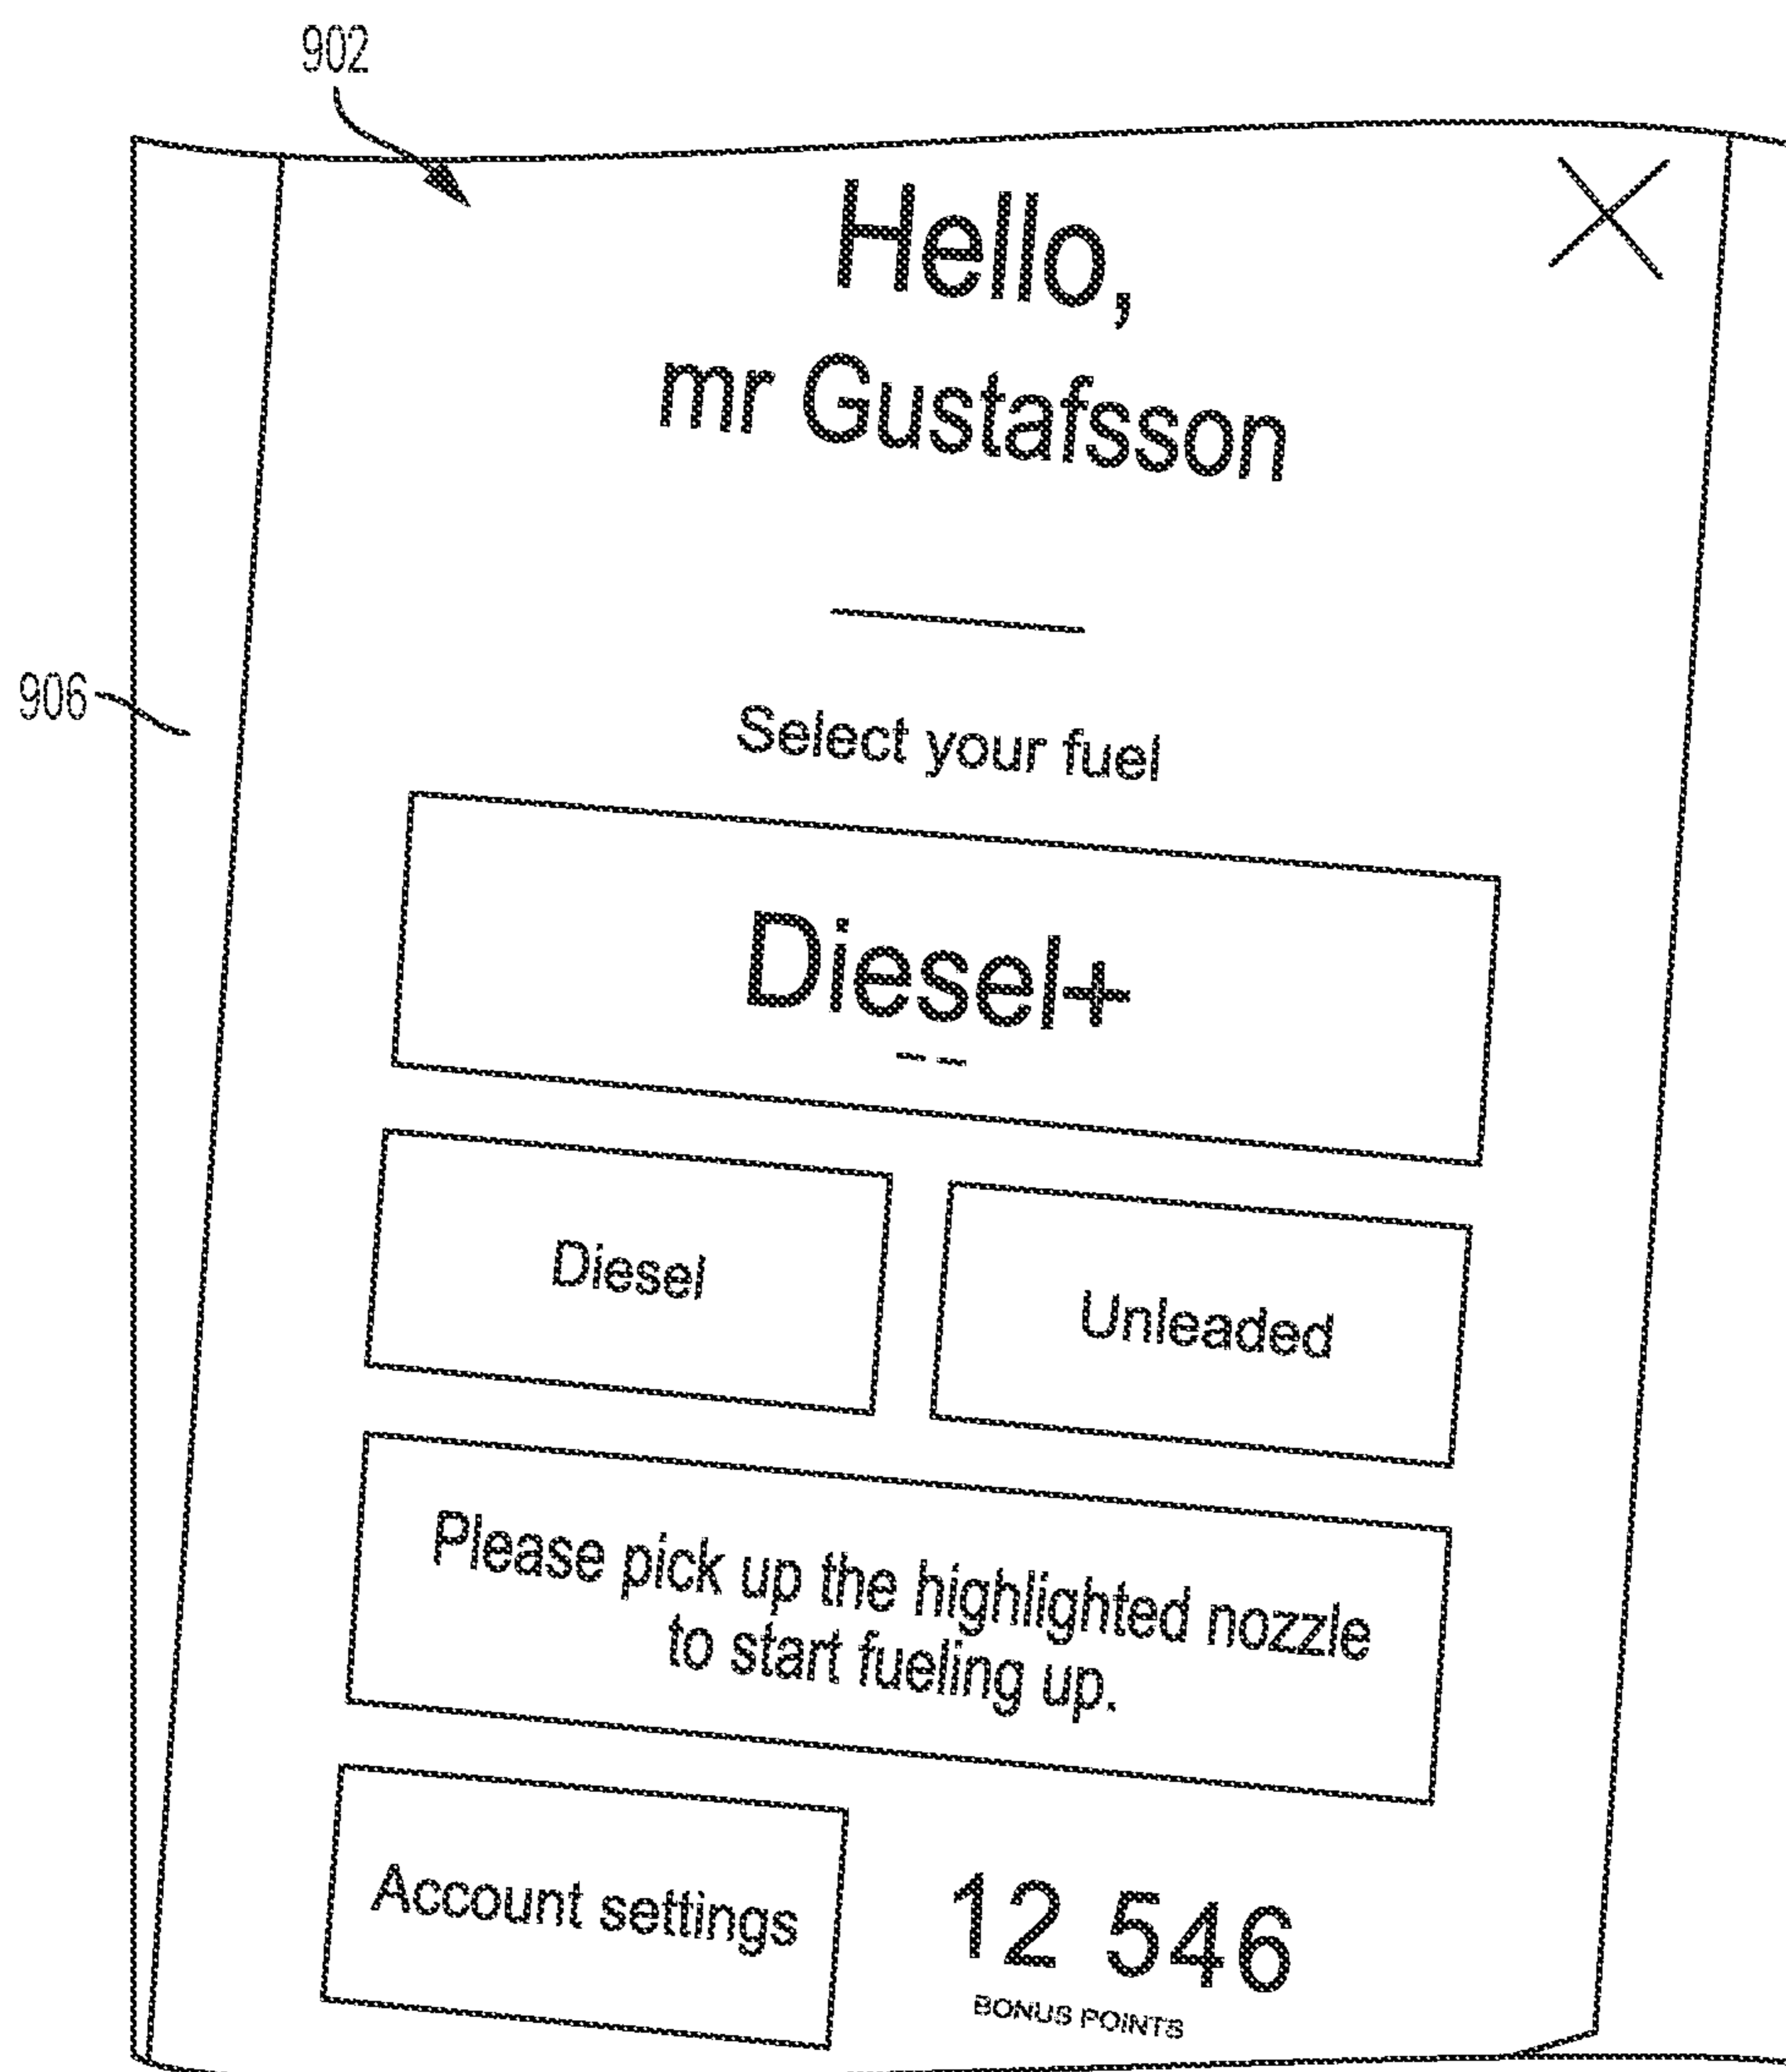 902
Hello,
mr Gustafsson
906
Select your fuel
Diesel+
Diesel
Unleaded
Please pick up the highlighted nozzle
to start fueling up.
Account settings
12 546
BONUS POINTS